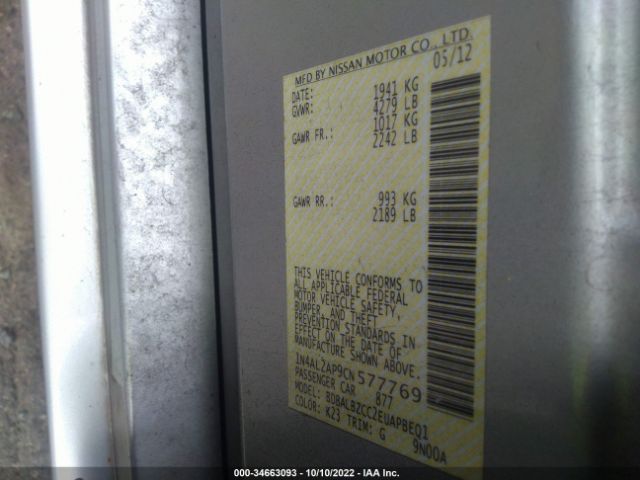 MFD BY NISSAN MOTOR CO., LTD.
DATE: 05/12
GVWR: 1941 KG
4279 LB
GAWR FR.: 1017 KG
2242 LB
GAWR RR.: 993 KG
2189 LB
THIS VEHICLE CONFORMS TO
ALL APPLICABLE FEDERAL
MOTOR VEHICLE SAFETY,
BUMPER, AND THEFT
PREVENTION STANDARDS IN
EFFECT ON THE DATE OF
MANUFACTURE SHOWN ABOVE.
1N4AL2AP9CN577769
PASSENGER CAR 877
MODEL: BDBALBZCC2EUAPBEQ1
COLOR: K23 TRIM: G 9N00A
000-34663093 - 10/10/2022 - IAA Inc.